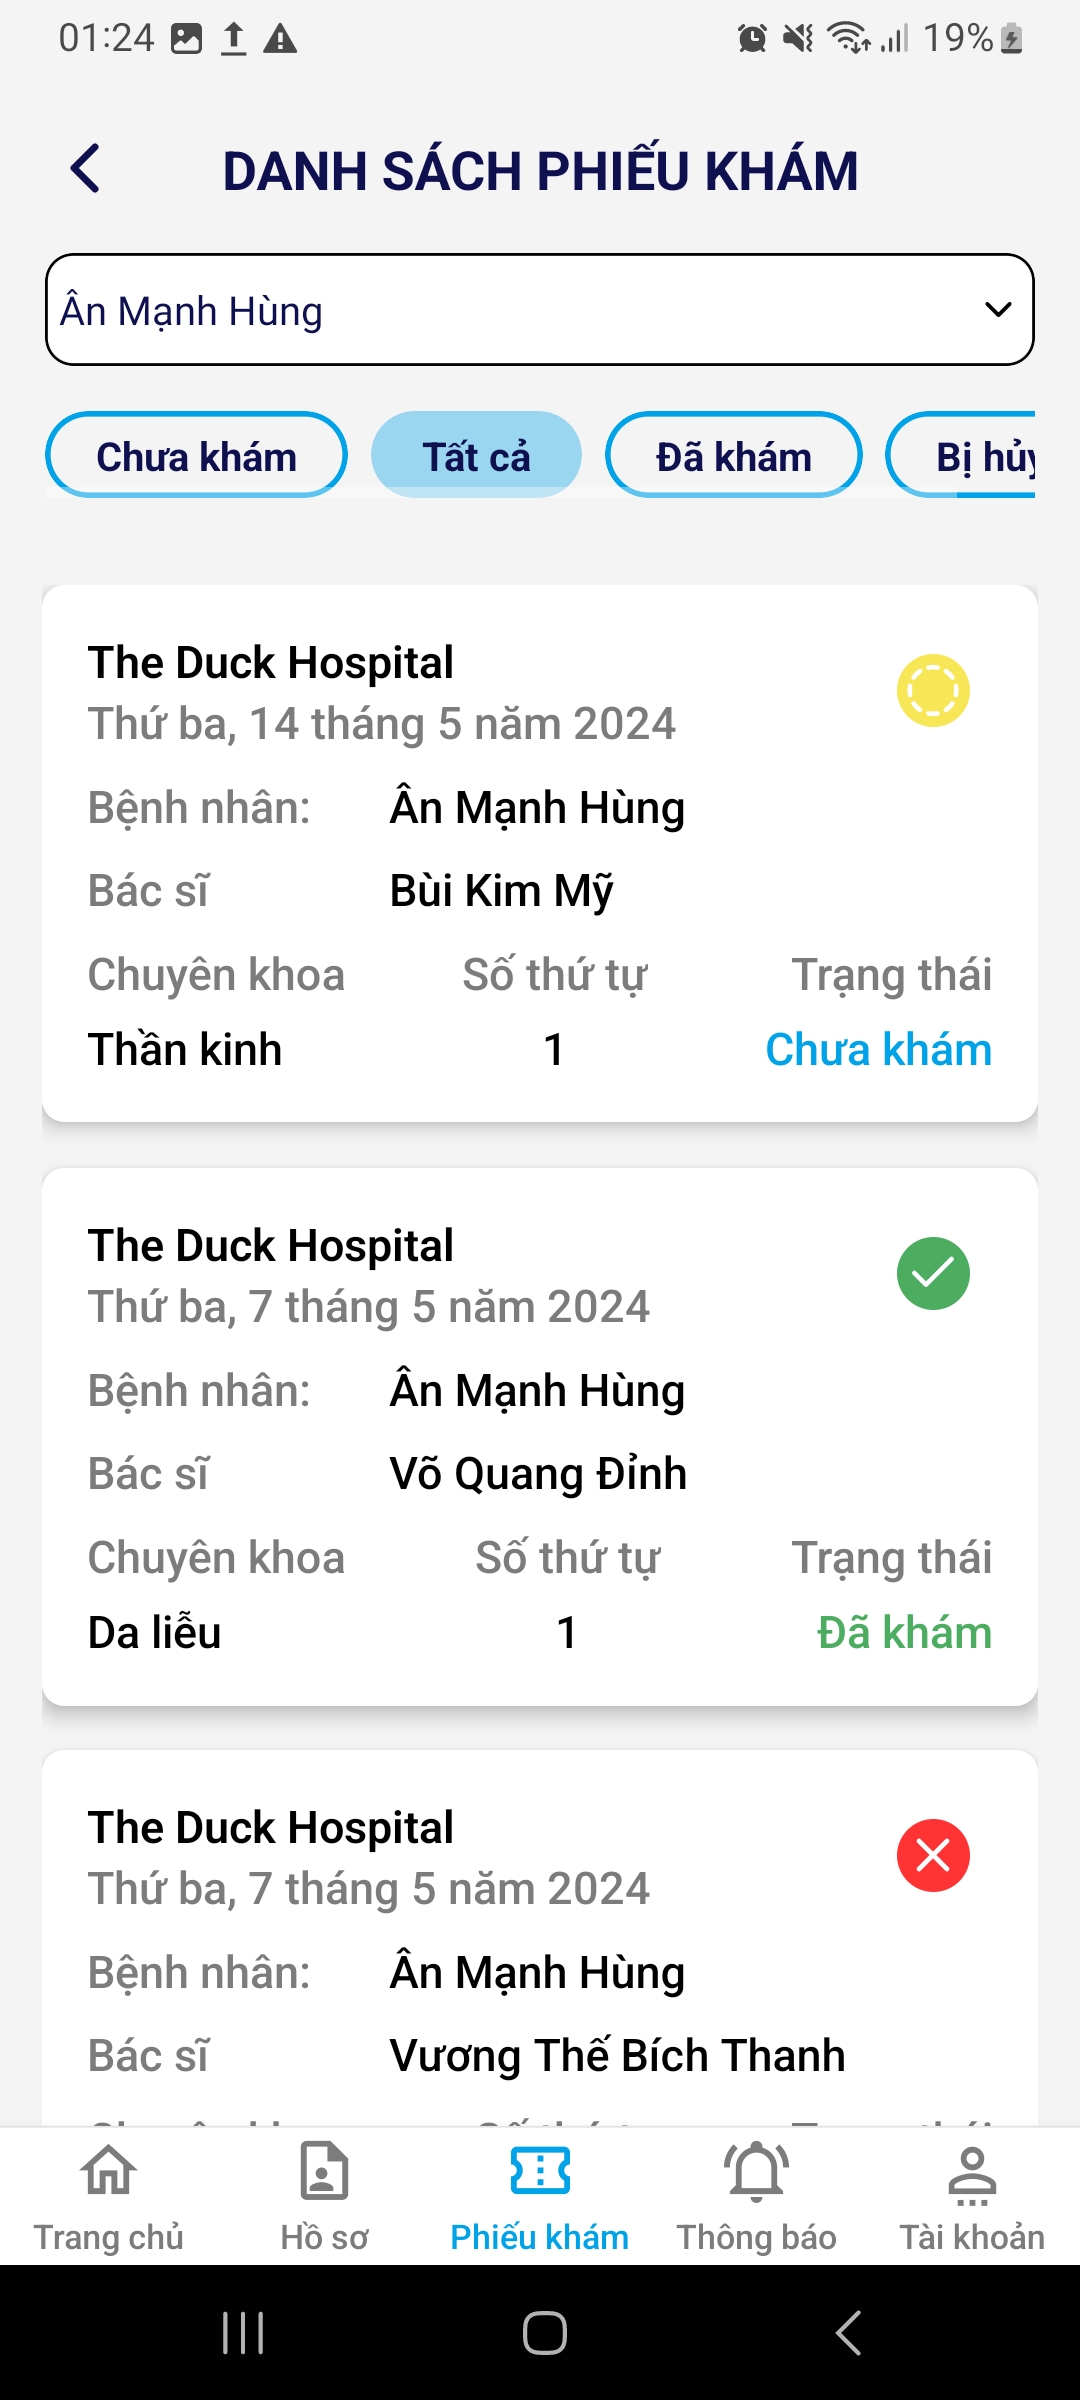 01:24 19%
DANH SÁCH PHIẾU KHÁM
Ân Mạnh Hùng
Chưa khám Tất cả Đã khám Bị hủy
The Duck Hospital
Thứ ba, 14 tháng 5 năm 2024
Bệnh nhân: Ân Mạnh Hùng
Bác sĩ Bùi Kim Mỹ
Chuyên khoa Số thứ tự Trạng thái
Thần kinh 1 Chưa khám
The Duck Hospital
Thứ ba, 7 tháng 5 năm 2024
Bệnh nhân: Ân Mạnh Hùng
Bác sĩ Võ Quang Đỉnh
Chuyên khoa Số thứ tự Trạng thái
Da liễu 1 Đã khám
The Duck Hospital
Thứ ba, 7 tháng 5 năm 2024
Bệnh nhân: Ân Mạnh Hùng
Bác sĩ Vương Thế Bích Thanh
Trang chủ Hồ sơ Phiếu khám Thông báo Tài khoản